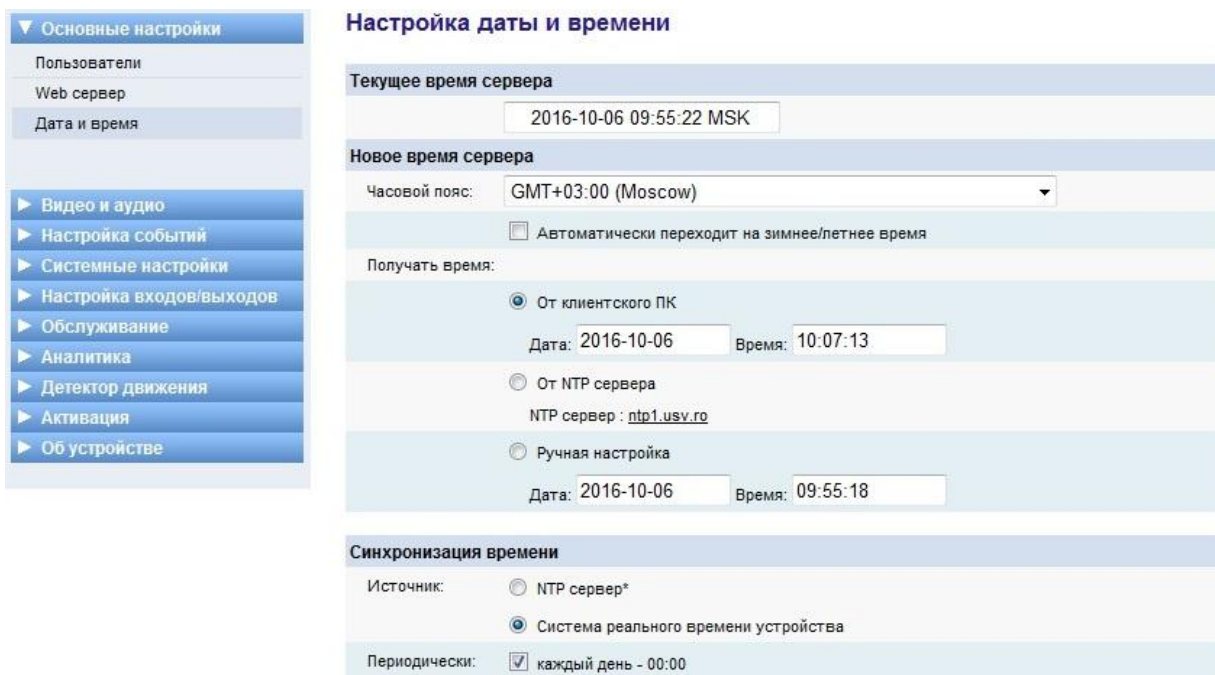 Основные настройки
Пользователи
Web сервер
Дата и время
Видео и аудио
Настройка событий
Системные настройки
Настройка входов/выходов
Обслуживание
Аналитика
Детектор движения
Активация
Об устройстве
Настройка даты и времени
Текущее время сервера
2016-10-06 09:55:22 MSK
Новое время сервера
Часовой пояс: GMT+03:00 (Moscow)
Автоматически переходит на зимнее/летнее время
Получать время:
От клиентского ПК
Дата: 2016-10-06 Время: 10:07:13
От NTP сервера
NTP сервер : ntp1.usv.ro
Ручная настройка
Дата: 2016-10-06 Время: 09:55:18
Синхронизация времени
Источник: NTP сервер*
Система реального времени устройства
Периодически: каждый день - 00:00